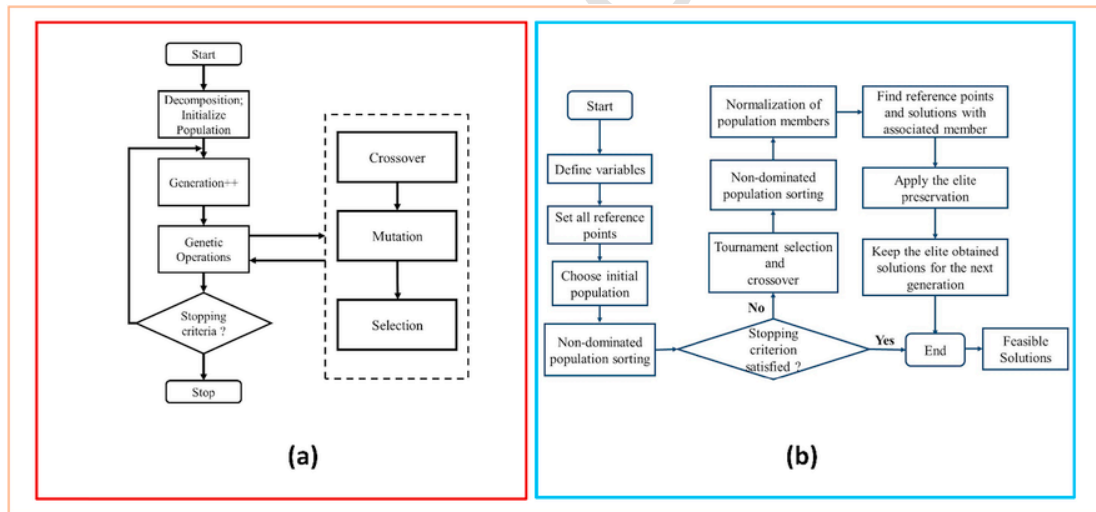 Start
Decomposition;
Initialize
Population
Generation++
Genetic
Operations
Stopping
criteria ?
Stop
Crossover
Mutation
Selection
(a)
Start
Define variables
Set all reference
points
Choose initial
population
Non-dominated
population sorting
Stopping
criterion
satisfied ?
No
Tournament selection
and
crossover
Non-dominated
population sorting
Normalization of
population members
Find reference points
and solutions with
associated member
Apply the elite
preservation
Keep the elite obtained
solutions for the next
generation
Yes
End
Feasible
Solutions
(b)